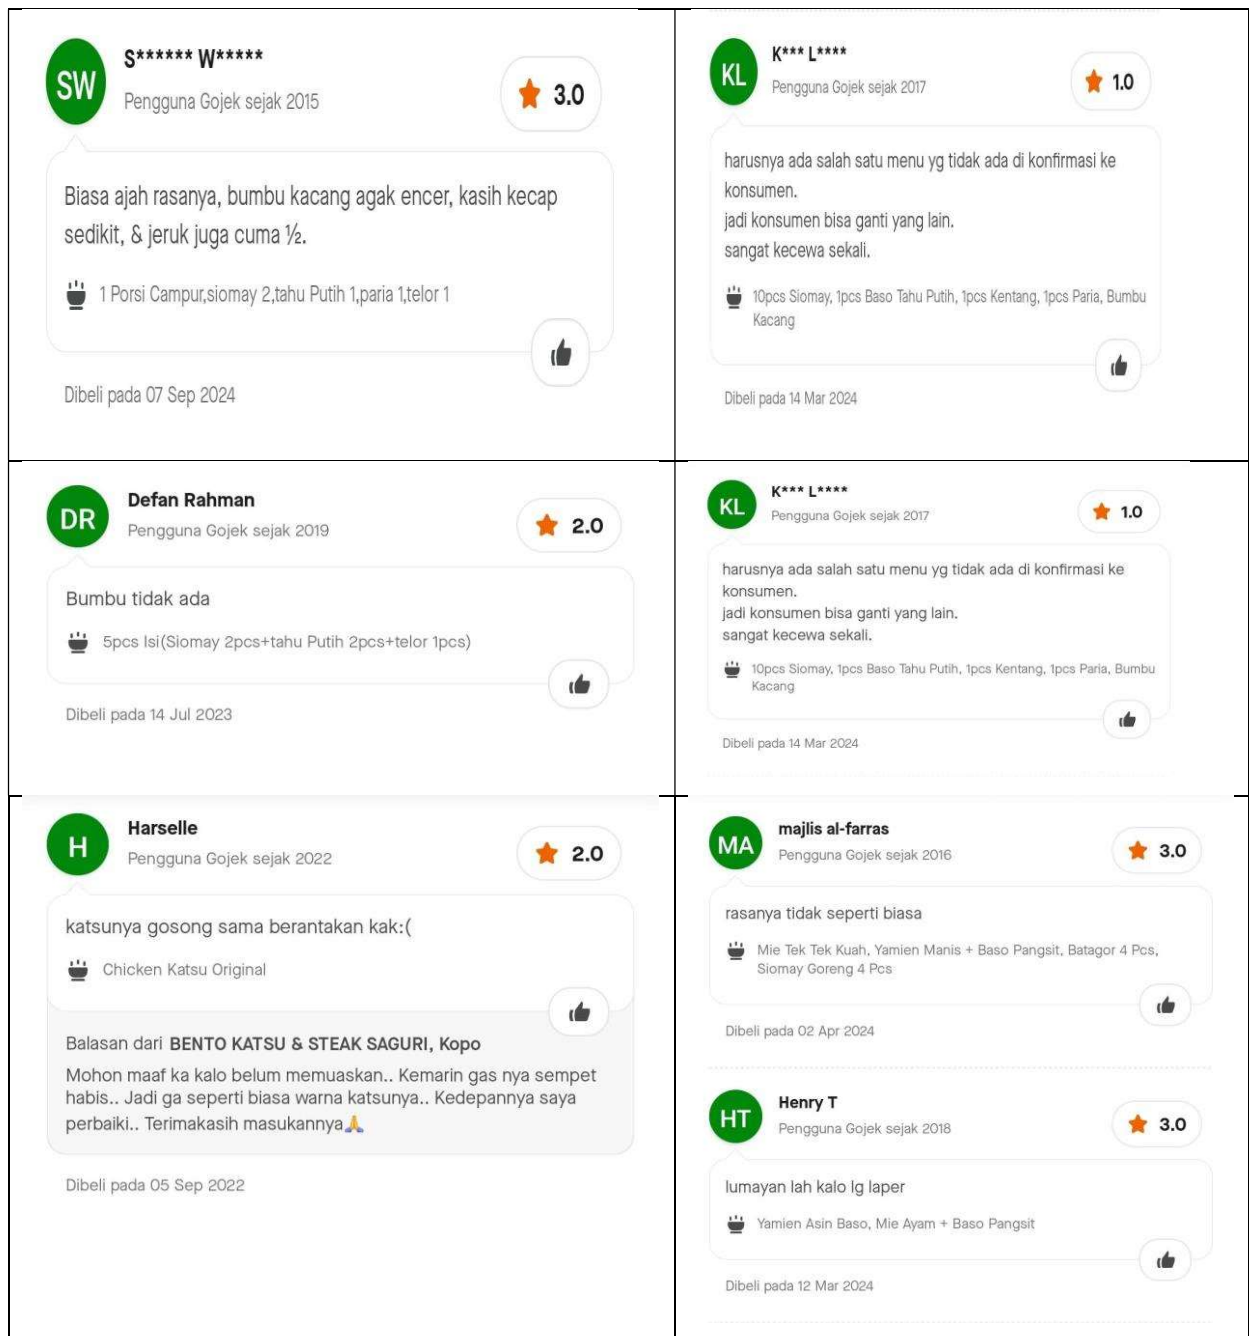 SW
S****** W*****
Pengguna Gojek sejak 2015
3.0
Biasa ajah rasanya, bumbu kacang agak encer, kasih kecap
sedikit, & jeruk juga cuma ½.
1 Porsi Campur,siomay 2,tahu Putih 1,paria 1,telor 1
Dibeli pada 07 Sep 2024
KL
K*** L****
Pengguna Gojek sejak 2017
1.0
harusnya ada salah satu menu yg tidak ada di konfirmasi ke
konsumen.
jadi konsumen bisa ganti yang lain.
sangat kecewa sekali.
10pcs Siomay, 1pcs Baso Tahu Putih, 1pcs Kentang, 1pcs Paria, Bumbu
Kacang
Dibeli pada 14 Mar 2024
DR
Defan Rahman
Pengguna Gojek sejak 2019
2.0
Bumbu tidak ada
5pcs Isi(Siomay 2pcs+tahu Putih 2pcs+telor 1pcs)
Dibeli pada 14 Jul 2023
KL
K*** L****
Pengguna Gojek sejak 2017
1.0
harusnya ada salah satu menu yg tidak ada di konfirmasi ke
konsumen.
jadi konsumen bisa ganti yang lain.
sangat kecewa sekali.
10pcs Siomay, 1pcs Baso Tahu Putih, 1pcs Kentang, 1pcs Paria, Bumbu
Kacang
Dibeli pada 14 Mar 2024
H
Harselle
Pengguna Gojek sejak 2022
2.0
katsunya gosong sama berantakan kak:(
Chicken Katsu Original
Balasan dari BENTO KATSU & STEAK SAGURI, Kopo
Mohon maaf ka kalo belum memuaskan.. Kemarin gas nya sempet
habis.. Jadi ga seperti biasa warna katsunya.. Kedepannya saya
perbaiki.. Terimakasih masukannya🙏
Dibeli pada 05 Sep 2022
MA
majlis al-farras
Pengguna Gojek sejak 2016
3.0
rasanya tidak seperti biasa
Mie Tek Tek Kuah, Yamien Manis + Baso Pangsit, Batagor 4 Pcs,
Siomay Goreng 4 Pcs
Dibeli pada 02 Apr 2024
HT
Henry T
Pengguna Gojek sejak 2018
3.0
lumayan lah kalo lg laper
Yamien Asin Baso, Mie Ayam + Baso Pangsit
Dibeli pada 12 Mar 2024